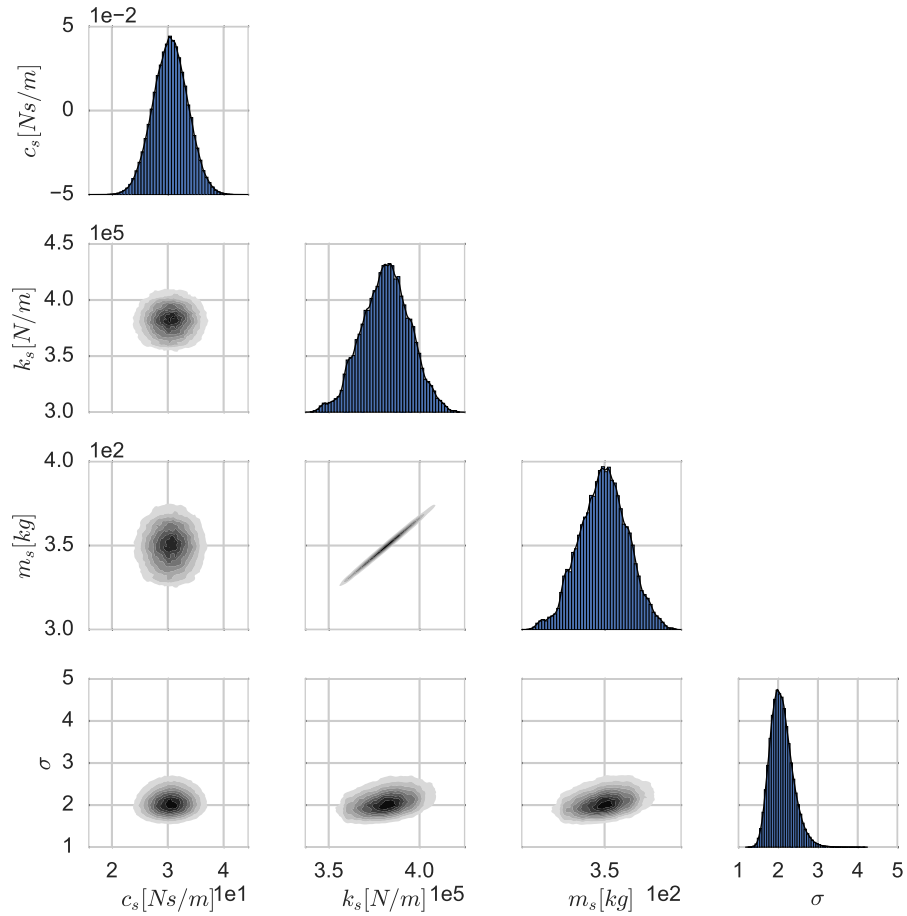 1e−2
5
0
−5
c_s[Ns/m]
1e5
4.5
4.0
3.5
3.0
k_s[N/m]
1e2
4.0
3.5
3.0
m_s[kg]
5
4
3
2
1
σ
2 3 4 3.5 4.0 3.5 1 2 3 4 5
c_s[Ns/m] 1e1 k_s[N/m] 1e5 m_s[kg] 1e2 σ